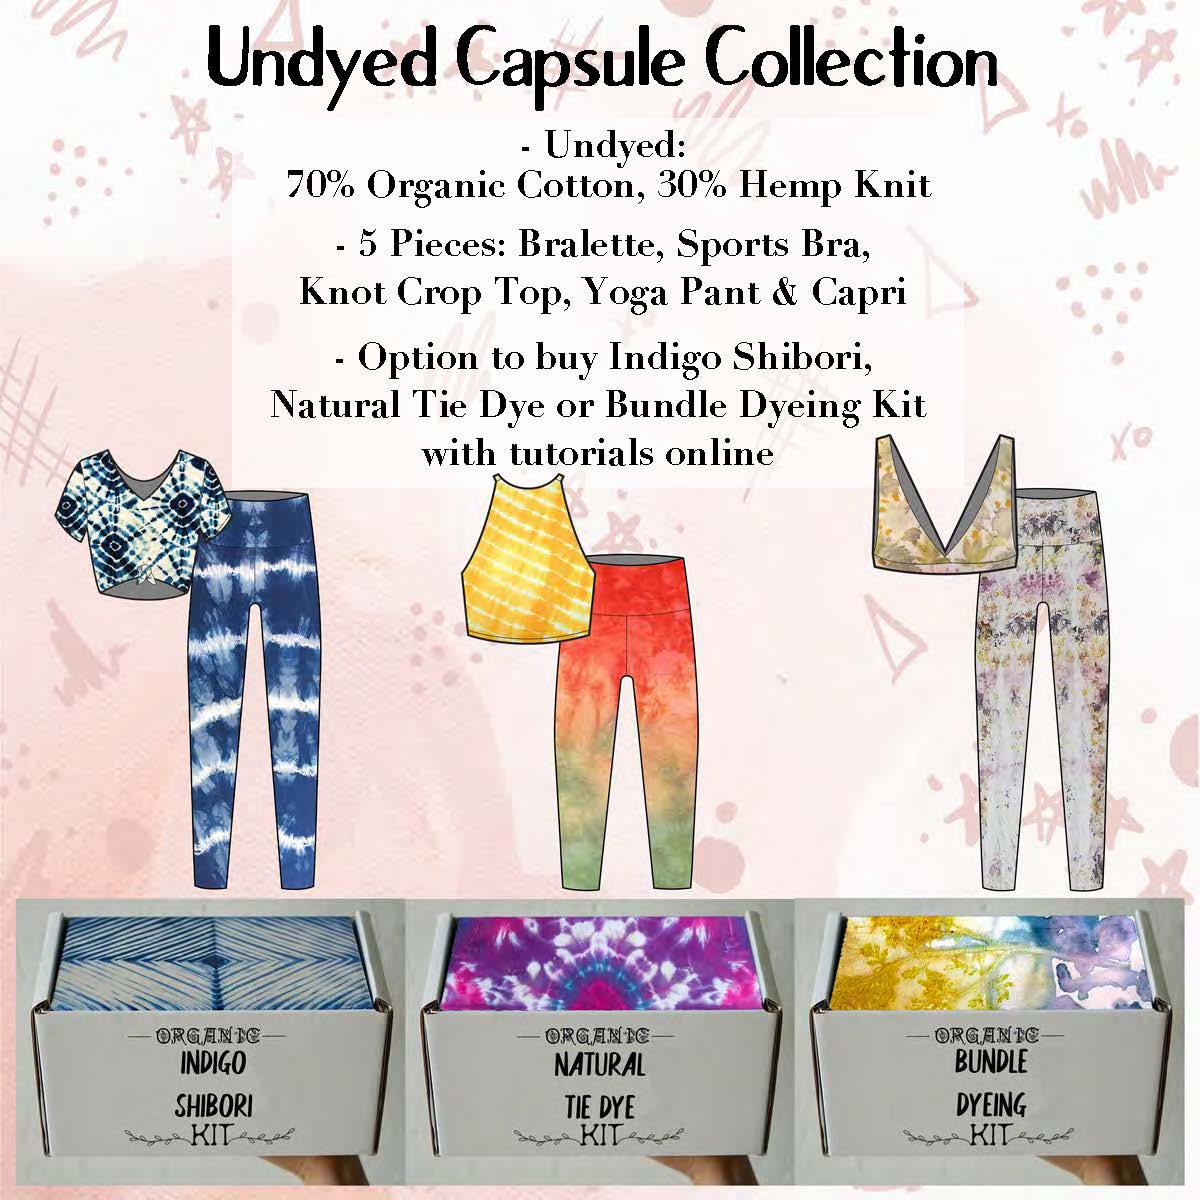 Undyed Capsule Collection
- Undyed:
70% Organic Cotton, 30% Hemp Knit
- 5 Pieces: Bralette, Sports Bra,
Knot Crop Top, Yoga Pant & Capri
- Option to buy Indigo Shibori,
Natural Tie Dye or Bundle Dyeing Kit
with tutorials online
xo
xo
ORGANIC
INDIGO
SHIBORI
KIT
ORGANIC
NATURAL
TIE DYE
KIT
ORGANIC
BUNDLE
DYEING
KIT